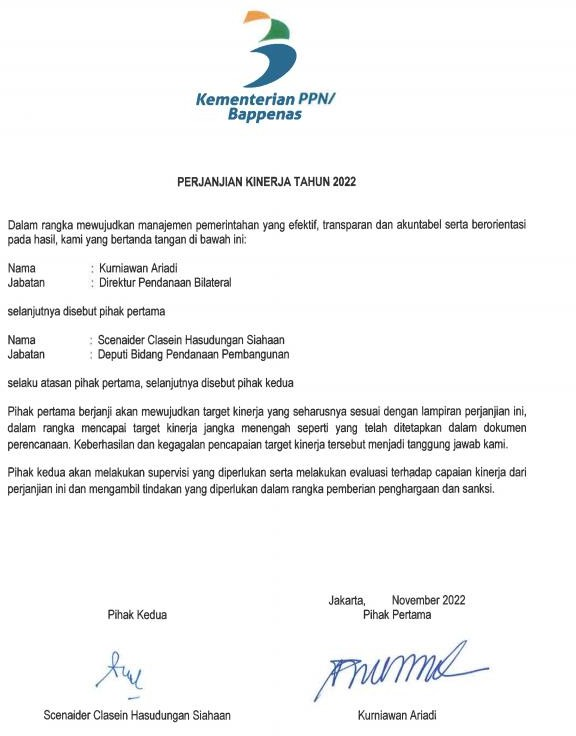 Kementerian PPN/
Bappenas
PERJANJIAN KINERJA TAHUN 2022
Dalam rangka mewujudkan manajemen pemerintahan yang efektif, transparan dan akuntabel serta berorientasi
pada hasil, kami yang bertanda tangan di bawah ini:
Nama : Kurniawan Ariadi
Jabatan : Direktur Pendanaan Bilateral
selanjutnya disebut pihak pertama
Nama : Scenaider Clasein Hasudungan Siahaan
Jabatan : Deputi Bidang Pendanaan Pembangunan
selaku atasan pihak pertama, selanjutnya disebut pihak kedua
Pihak pertama berjanji akan mewujudkan target kinerja yang seharusnya sesuai dengan lampiran perjanjian ini,
dalam rangka mencapai target kinerja jangka menengah seperti yang telah ditetapkan dalam dokumen
perencanaan. Keberhasilan dan kegagalan pencapaian target kinerja tersebut menjadi tanggung jawab kami.
Pihak kedua akan melakukan supervisi yang diperlukan serta melakukan evaluasi terhadap capaian kinerja dari
perjanjian ini dan mengambil tindakan yang diperlukan dalam rangka pemberian penghargaan dan sanksi.
Jakarta, November 2022
Pihak Kedua
Pihak Pertama
Scenaider Clasein Hasudungan Siahaan
Kurniawan Ariadi